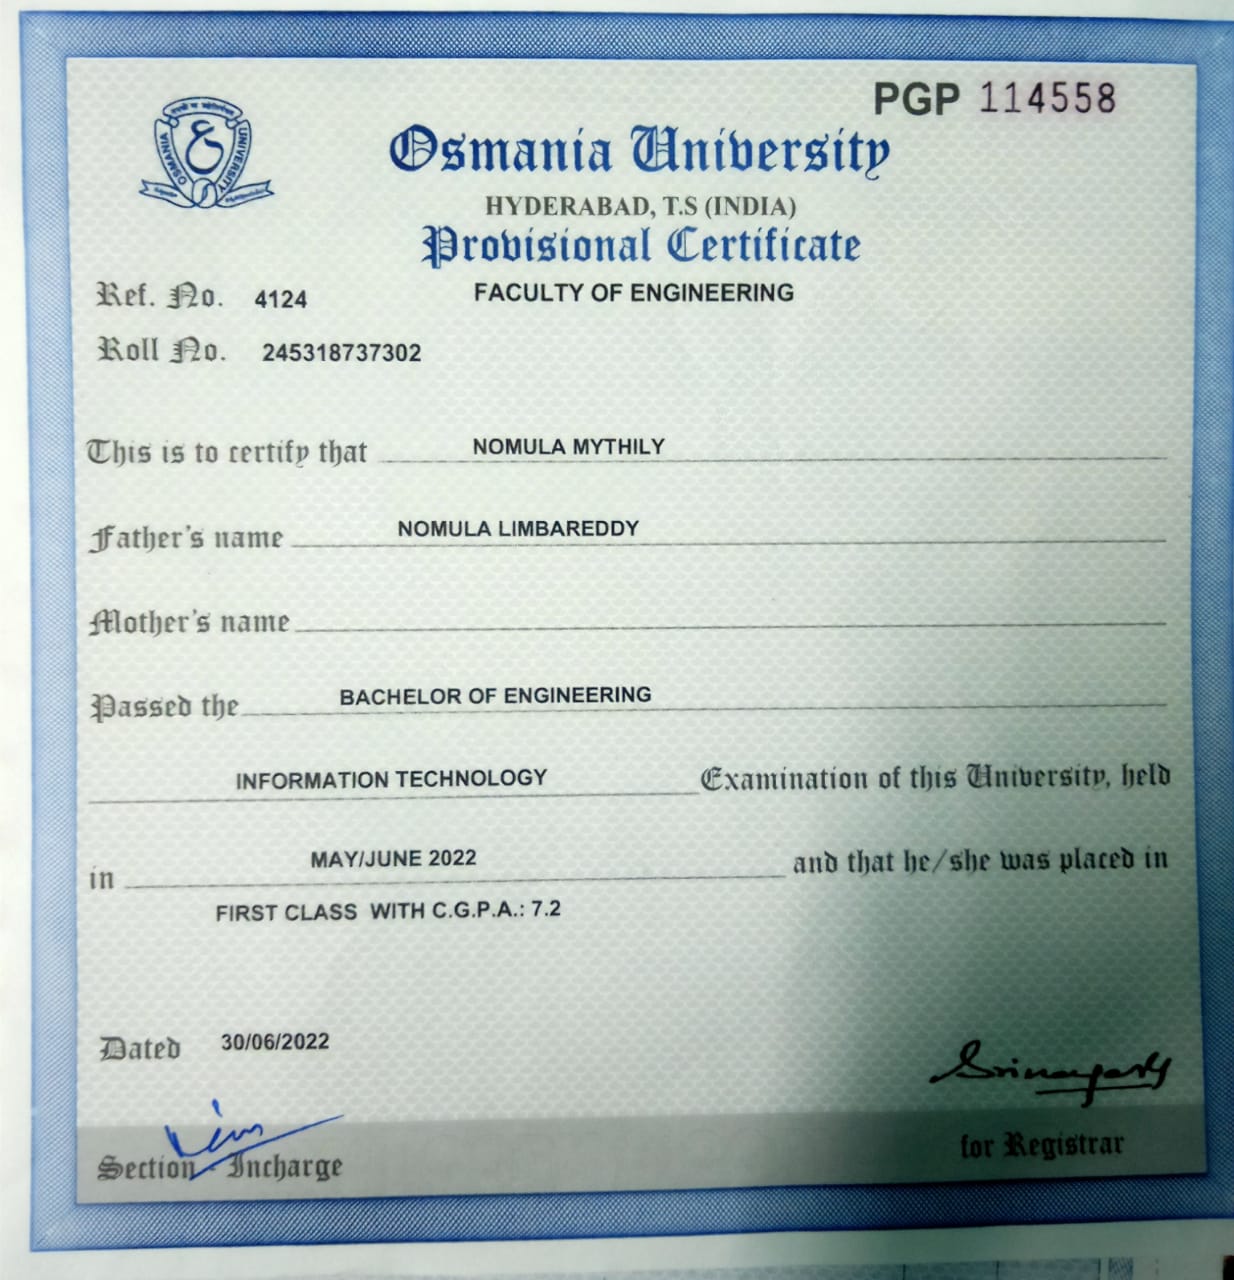 PGP 114558
OSMANIA UNIVERSITY
Osmania University
HYDERABAD, T.S (INDIA)
Provisional Certificate
Ref. No. 4124 FACULTY OF ENGINEERING
Roll No. 245318737302
This is to certify that NOMULA MYTHILY
Father's name NOMULA LIMBAREDDY
Mother's name
Passed the BACHELOR OF ENGINEERING
INFORMATION TECHNOLOGY Examination of this University, held
in MAY/JUNE 2022 and that he/she was placed in
FIRST CLASS WITH C.G.P.A.: 7.2
Dated 30/06/2022
Section - Incharge for Registrar